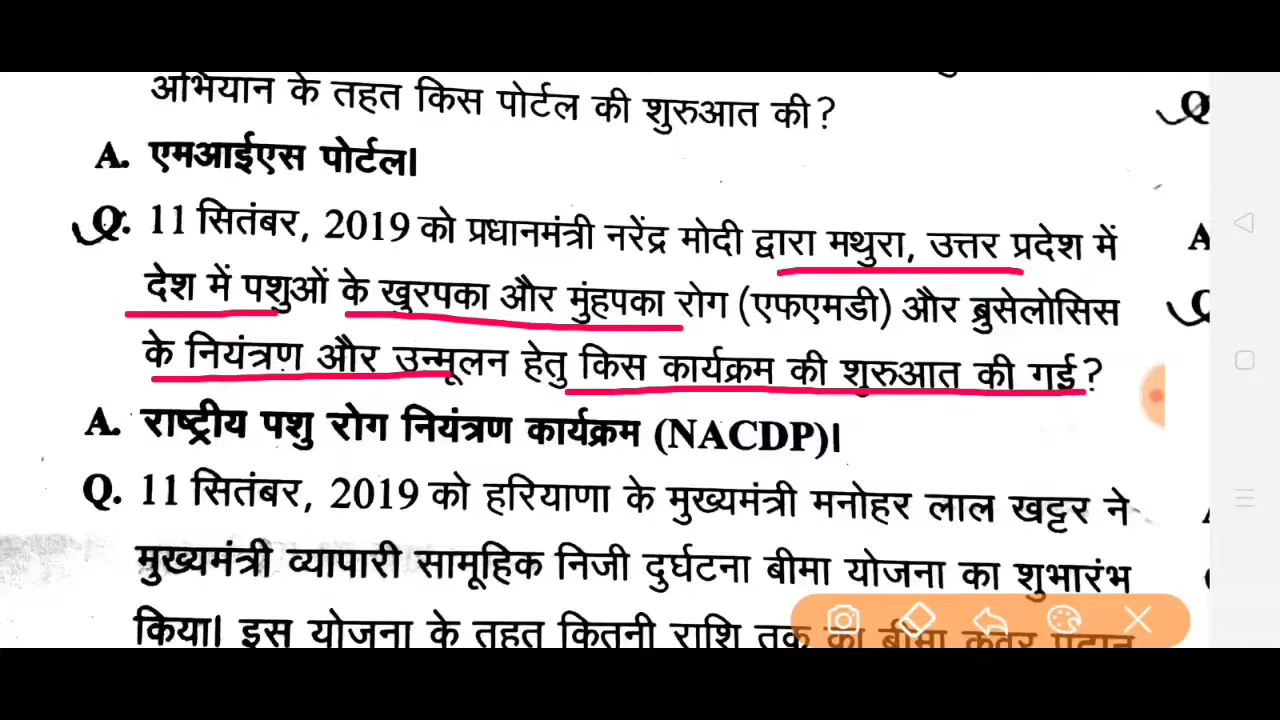 अभियान के तहत किस पोर्टल की शुरुआत की?
A. एमआईएस पोर्टल।
Q. 11 सितंबर, 2019 को प्रधानमंत्री नरेंद्र मोदी द्वारा मथुरा, उत्तर प्रदेश में
देश में पशुओं के खुरपका और मुंहपका रोग (एफएमडी) और ब्रुसेलोसिस
के नियंत्रण और उन्मूलन हेतु किस कार्यक्रम की शुरुआत की गई?
A. राष्ट्रीय पशु रोग नियंत्रण कार्यक्रम (NACDP)।
Q. 11 सितंबर, 2019 को हरियाणा के मुख्यमंत्री मनोहर लाल खट्टर ने
मुख्यमंत्री व्यापारी सामूहिक निजी दुर्घटना बीमा योजना का शुभारंभ
किया। इस योजना के तहत कितनी राशि तक का बीमा कवर
Q
A